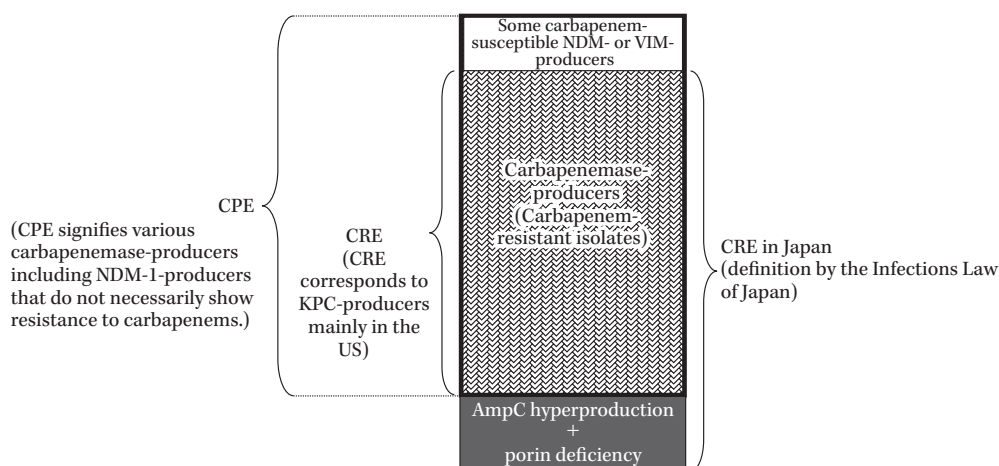 Some carbapenem-
susceptible NDM- or VIM-
producers
CPE
(CPE signifies various
carbapenemase-producers
including NDM-1-producers
that do not necessarily show
resistance to carbapenems.)
CRE
(CRE
corresponds to
KPC-producers
mainly in the
US)
Carbapenemase-
producers
(Carbapenem-
resistant isolates)
CRE in Japan
(definition by the Infections Law
of Japan)
AmpC hyperproduction
+
porin deficiency